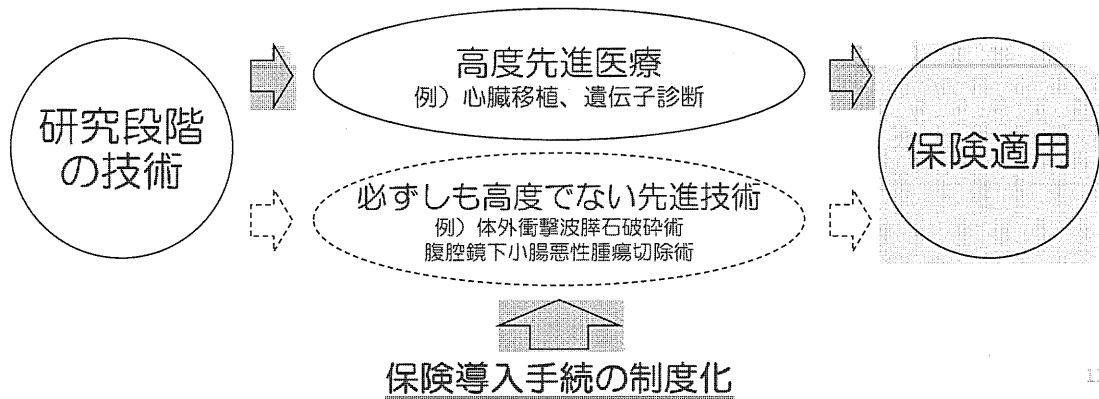 高度先進医療
例）心臓移植、遺伝子診断
研究段階
の技術
保険適用
必ずしも高度でない先進技術
例）体外衝撃波膵石破砕術
腹腔鏡下小腸悪性腫瘍切除術
保険導入手続の制度化